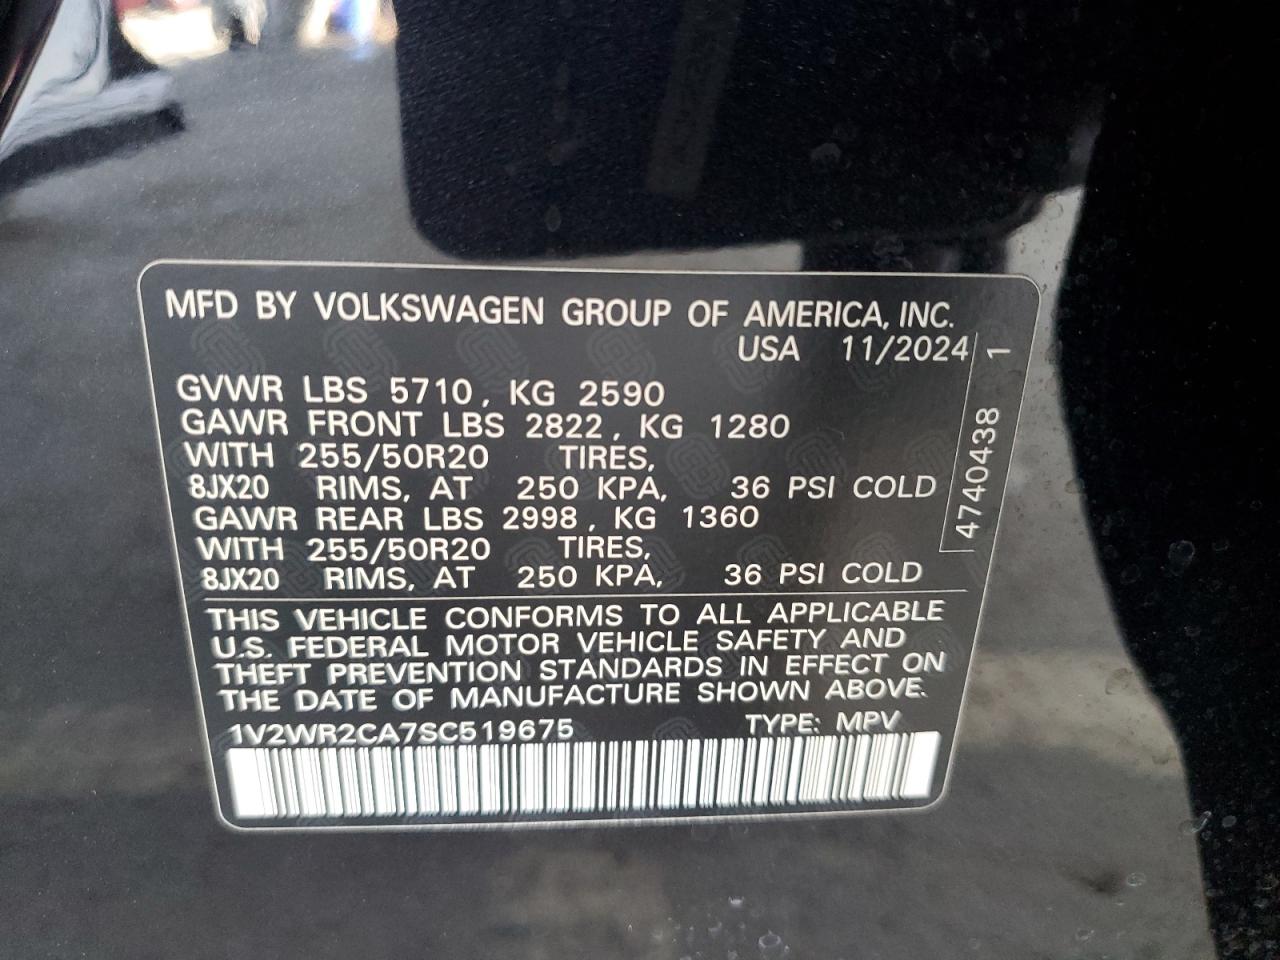 MFD BY VOLKSWAGEN GROUP OF AMERICA, INC.
USA 11/2024
GVWR LBS 5710, KG 2590
GAWR FRONT LBS 2822, KG 1280
WITH 255/50R20 TIRES,
8JX20 RIMS, AT 250 KPA, 36 PSI COLD
GAWR REAR LBS 2998, KG 1360
WITH 255/50R20 TIRES,
8JX20 RIMS, AT 250 KPA, 36 PSI COLD
THIS VEHICLE CONFORMS TO ALL APPLICABLE
U.S. FEDERAL MOTOR VEHICLE SAFETY AND
THEFT PREVENTION STANDARDS IN EFFECT ON
THE DATE OF MANUFACTURE SHOWN ABOVE.
1V2WR2CA7SC519675 TYPE: MPV
4740438 1